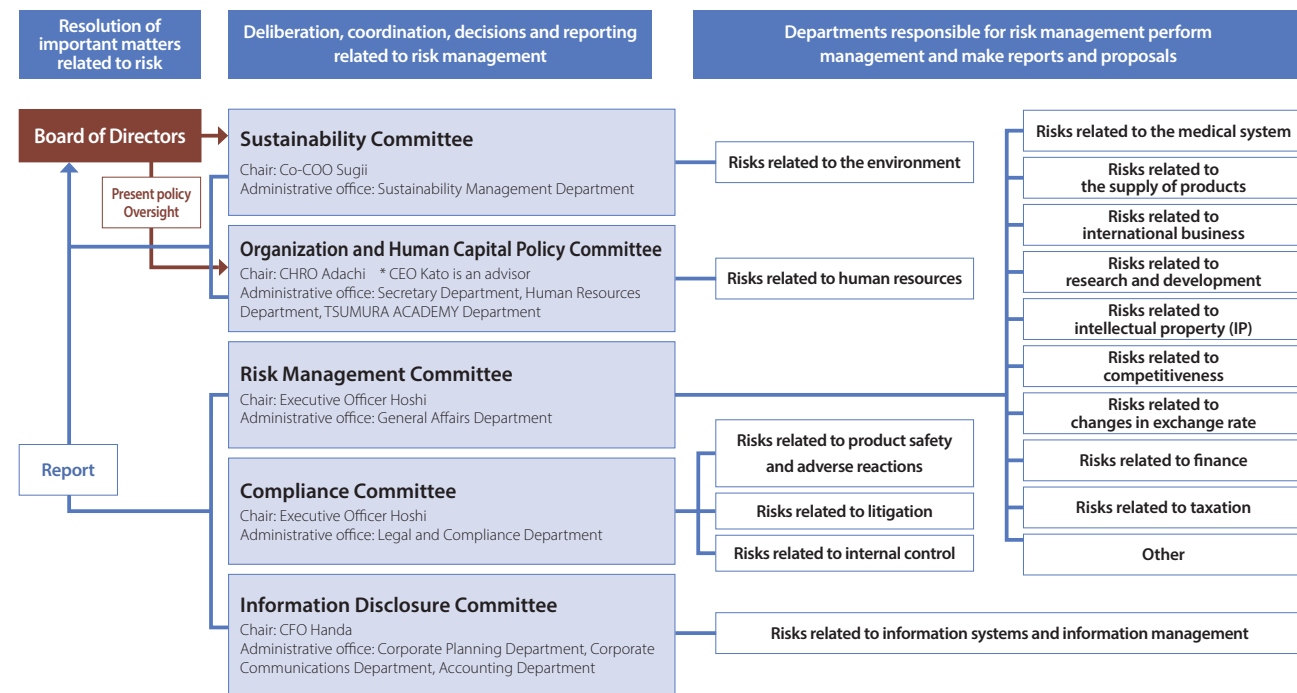 Resolution of
important matters
related to risk
Deliberation, coordination, decisions and reporting
related to risk management
Departments responsible for risk management perform
management and make reports and proposals
Board of Directors
Present policy
Oversight
Report
Sustainability Committee
Chair: Co-COO Sugii
Administrative office: Sustainability Management Department
Organization and Human Capital Policy Committee
Chair: CHRO Adachi * CEO Kato is an advisor
Administrative office: Secretary Department, Human Resources
Department, TSUMURA ACADEMY Department
Risk Management Committee
Chair: Executive Officer Hoshi
Administrative office: General Affairs Department
Compliance Committee
Chair: Executive Officer Hoshi
Administrative office: Legal and Compliance Department
Information Disclosure Committee
Chair: CFO Handa
Administrative office: Corporate Planning Department, Corporate
Communications Department, Accounting Department
Risks related to the environment
Risks related to human resources
Risks related to product safety
and adverse reactions
Risks related to litigation
Risks related to internal control
Risks related to the medical system
Risks related to
the supply of products
Risks related to
international business
Risks related to
research and development
Risks related to
intellectual property (IP)
Risks related to
competitiveness
Risks related to
changes in exchange rate
Risks related to finance
Risks related to taxation
Other
Risks related to information systems and information management